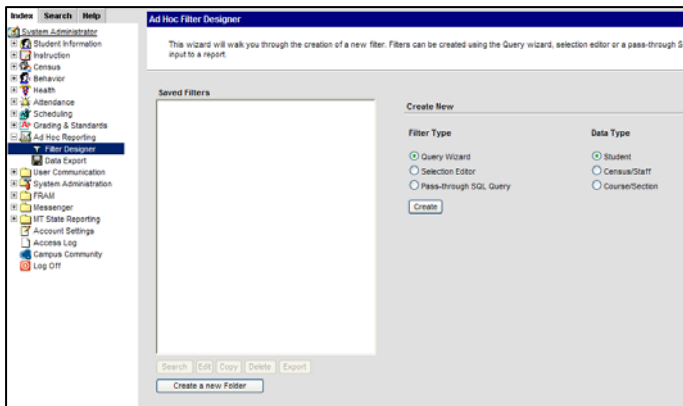 Index Search Help
System Administrator
Student Information
Instruction
Census
Behavior
Health
Attendance
Scheduling
Grading & Standards
Ad Hoc Reporting
Filter Designer
Data Export
User Communication
System Administration
FRAM
Messenger
MT State Reporting
Account Settings
Access Log
Campus Community
Log Off
Ad Hoc Filter Designer
This wizard will walk you through the creation of a new filter. Filters can be created using the Query wizard, selection editor or a pass-through S
input to a report.
Saved Filters
Search Edit Copy Delete Export
Create a new Folder
Create New
Filter Type Data Type
Query Wizard Student
Selection Editor Census/Staff
Pass-through SQL Query Course/Section
Create